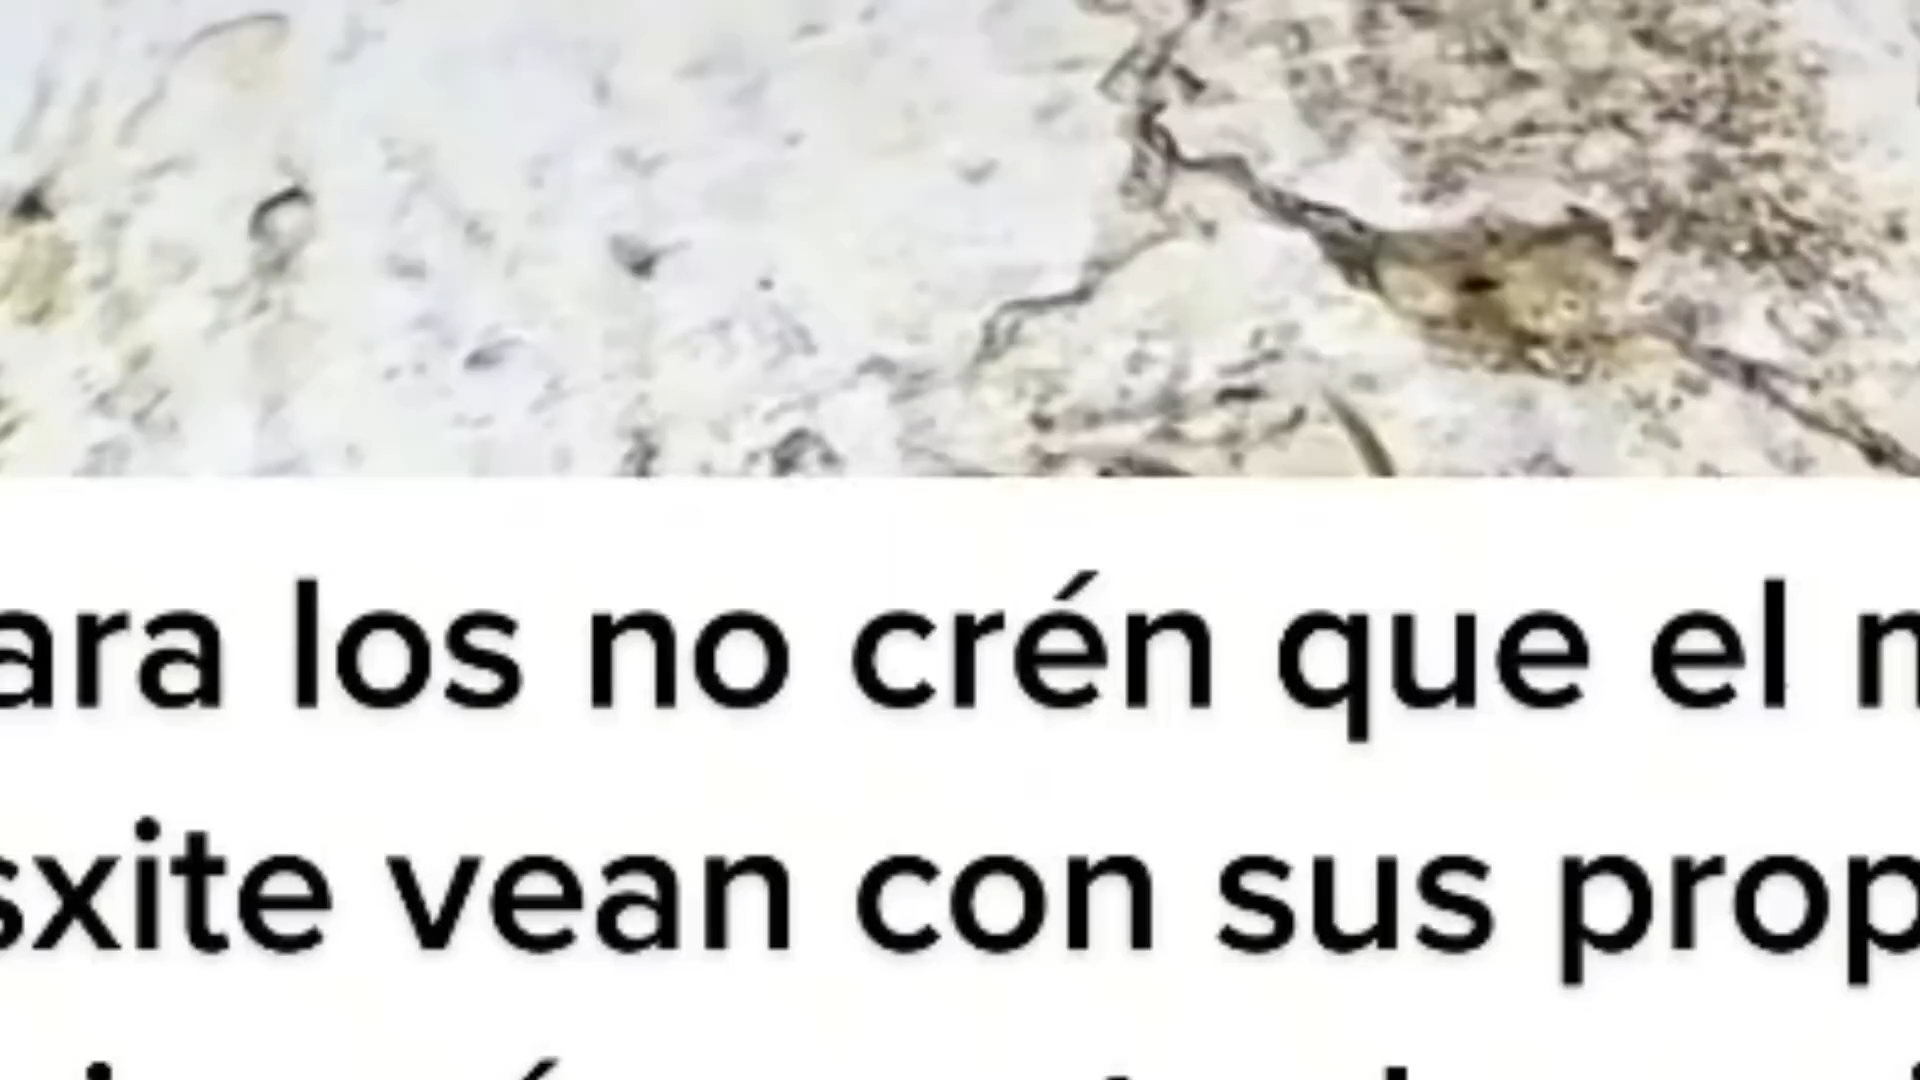 ara los no crén que el
sxite vean con sus prop